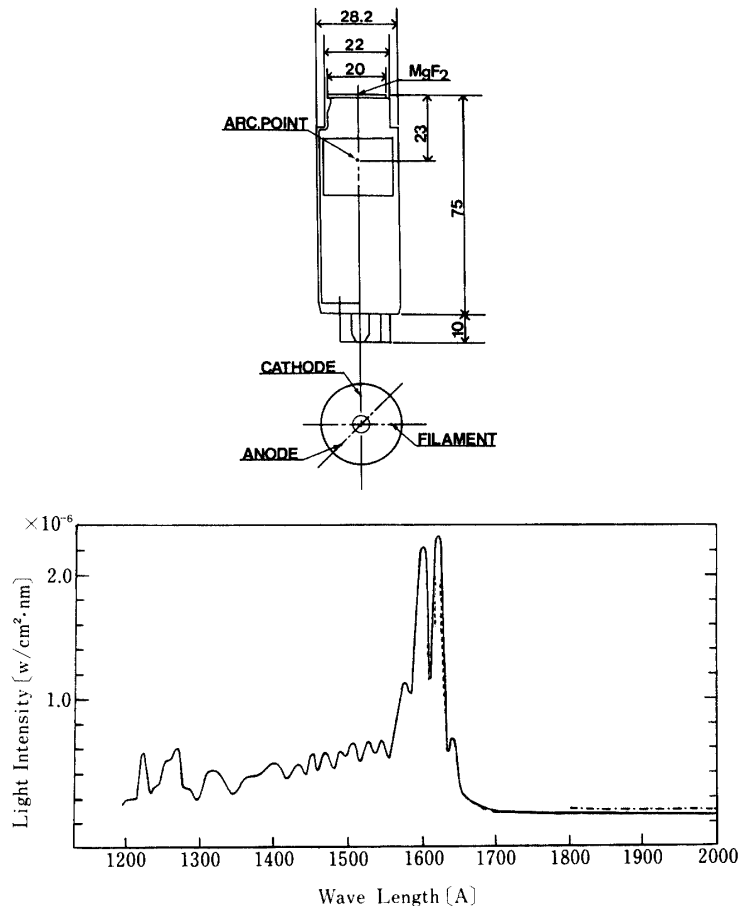 28.2
22
20
MgF2
ARC.POINT
23
75
10
CATHODE
FILAMENT
ANODE
×10-6
2.0
1.0
Light Intensity [w/cm²·nm]
1200 1300 1400 1500 1600 1700 1800 1900 2000
Wave Length [A]